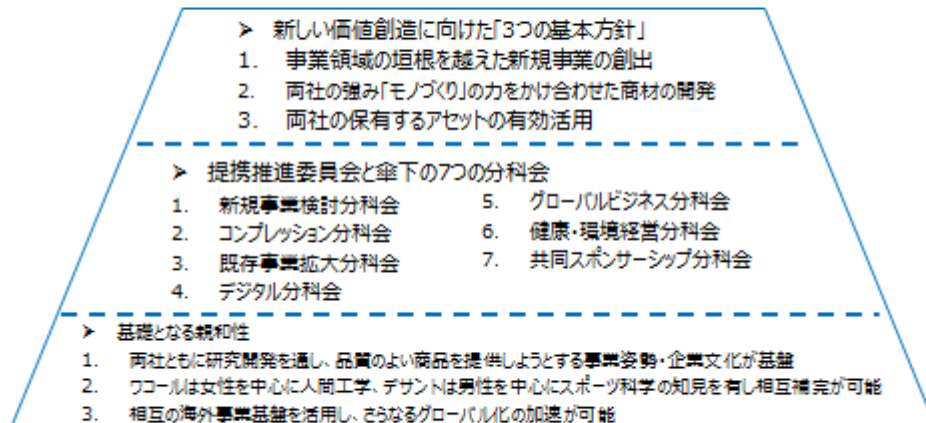 ➤ 新しい価値創造に向けた「3つの基本方針」
1. 事業領域の垣根を越えた新規事業の創出
2. 両社の強み「モノづくり」の力をかけ合わせた商材の開発
3. 両社の保有するアセットの有効活用
➤ 提携推進委員会と傘下の7つの分科会
1. 新規事業検討分科会
2. コンプレッション分科会
3. 既存事業拡大分科会
4. デジタル分科会
5. グローバルビジネス分科会
6. 健康・環境経営分科会
7. 共同スポンサーシップ分科会
➤ 基礎となる親和性
1. 両社ともに研究開発を通し、品質のよい商品を提供しようとする事業姿勢・企業文化が基盤
2. ワコールは女性を中心に人間工学、デサントは男性を中心にスポーツ科学の知見を有し相互補完が可能
3. 相互の海外事業基盤を活用し、さらなるグローバル化の加速が可能